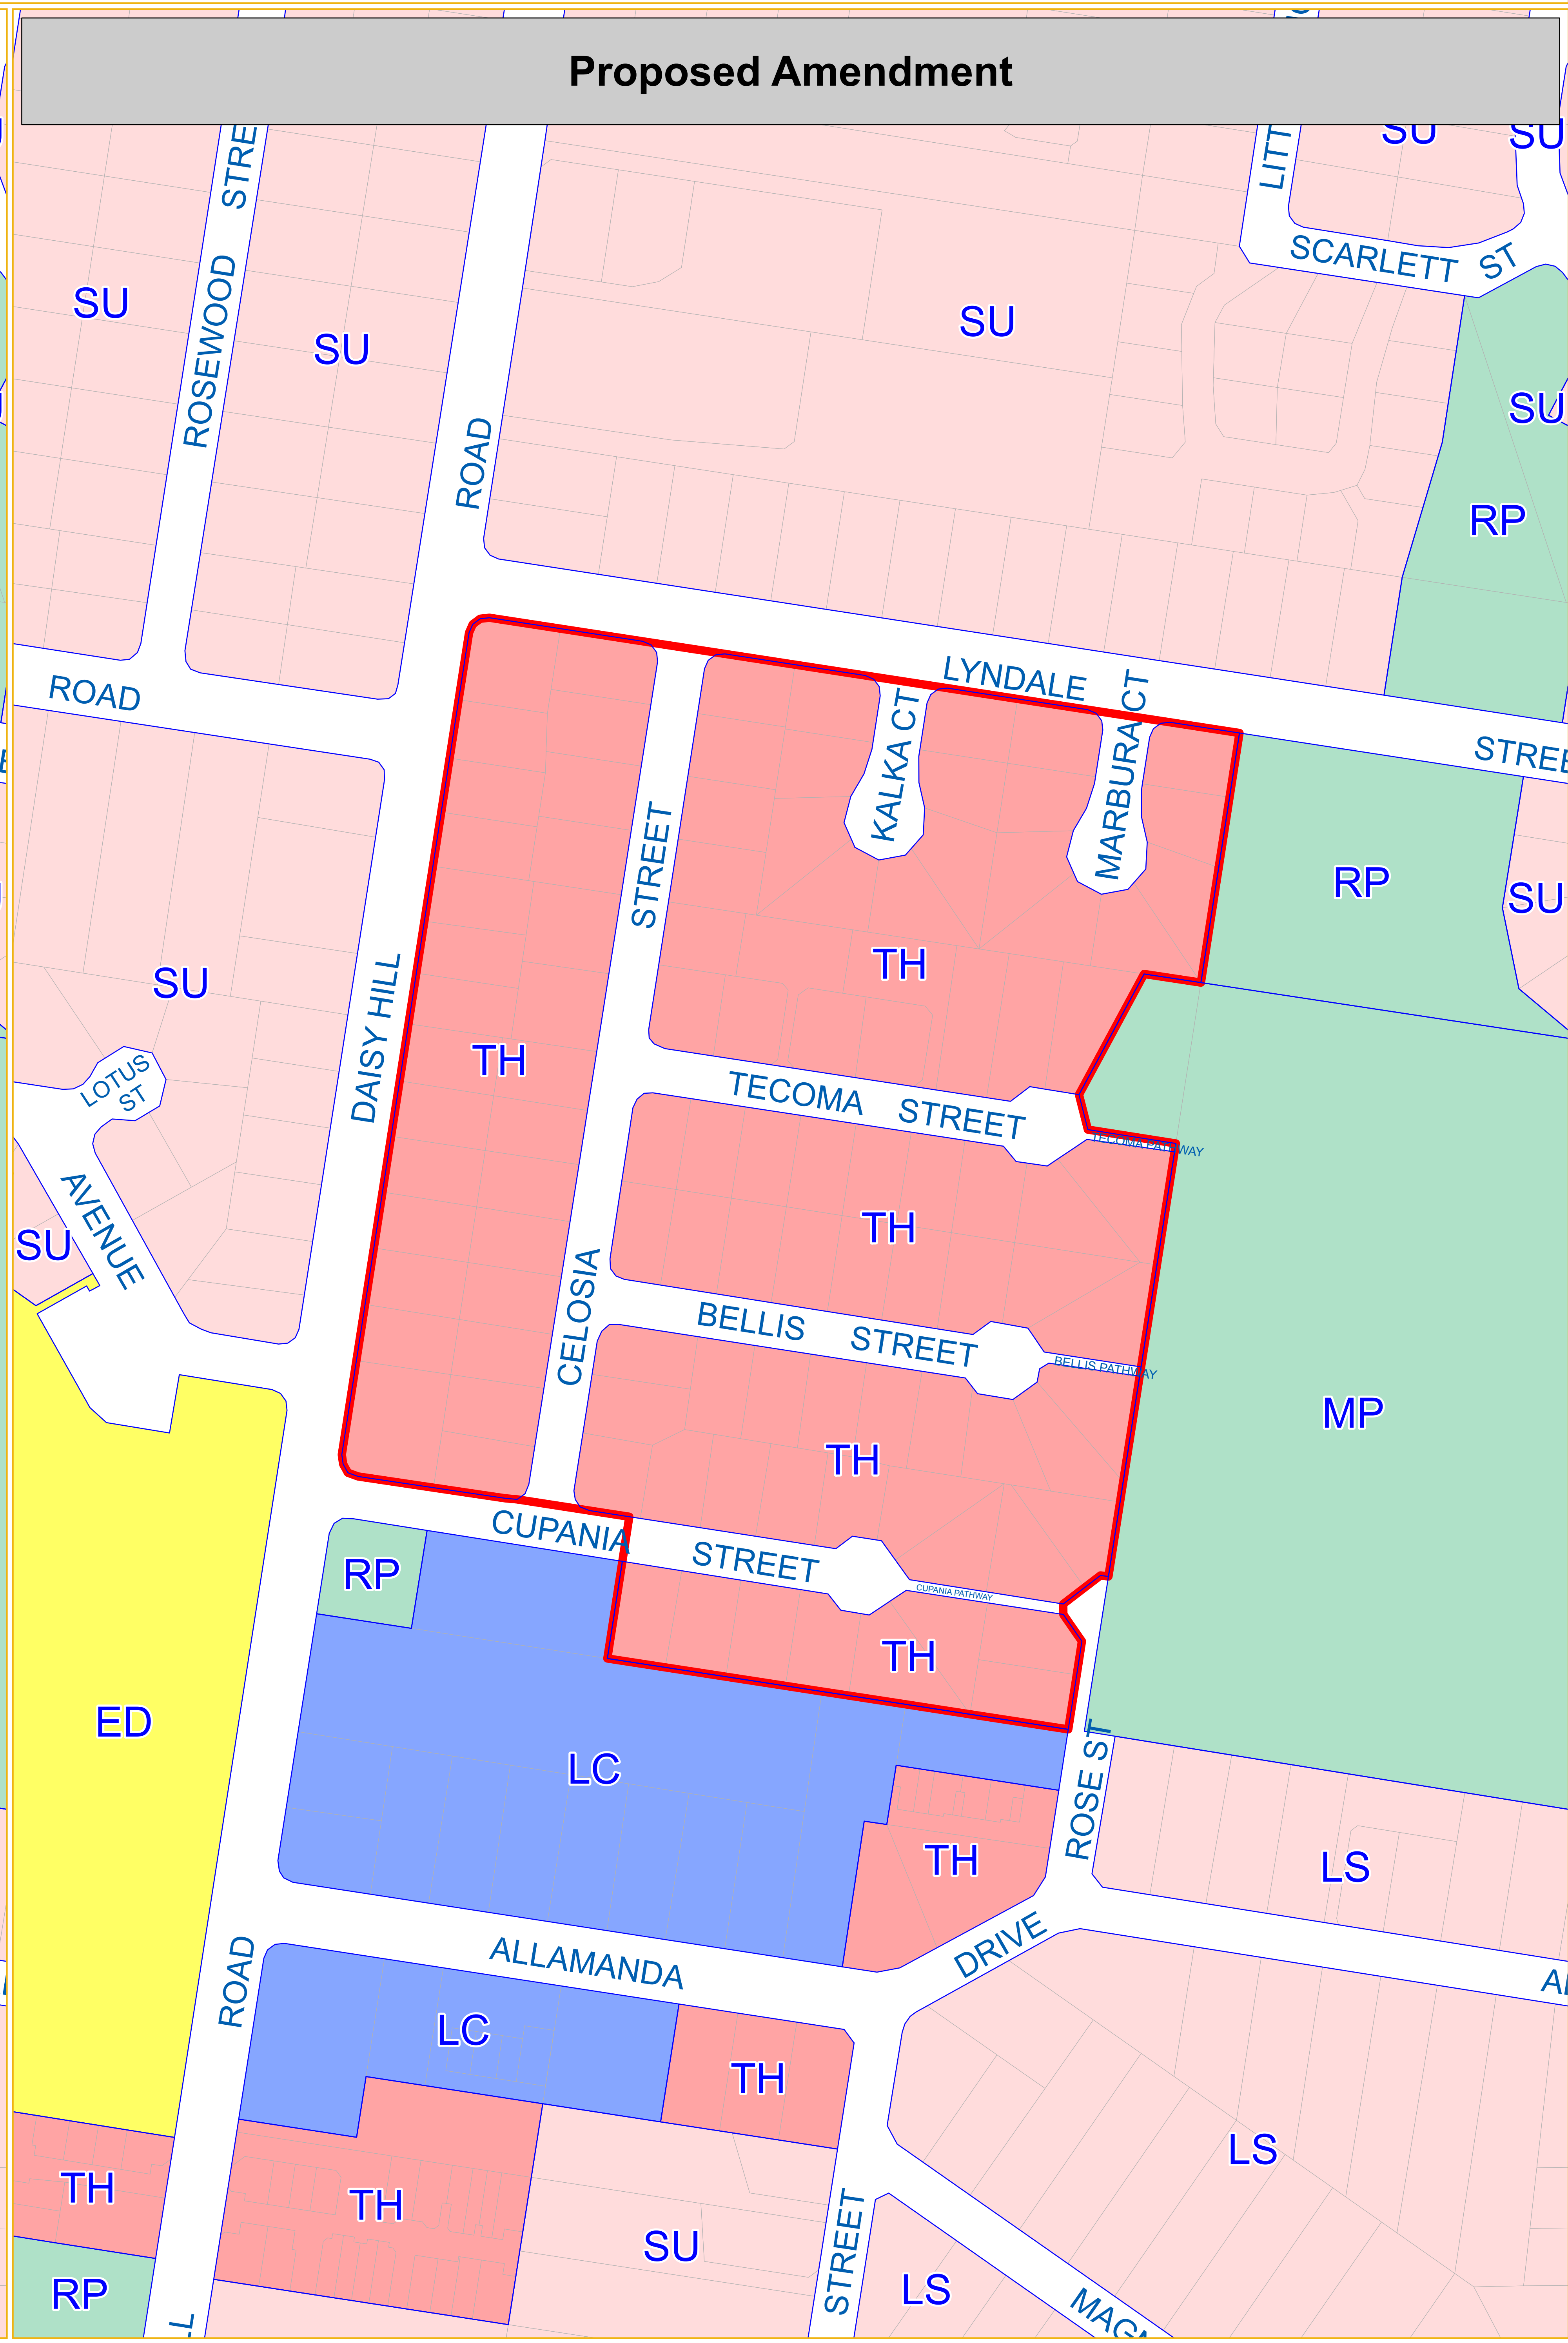 Proposed Amendment
SU
SU
LITT
STRE
ROSEWOOD
SCARLETT ST
SU
SU
SU
ROAD
SU
RP
ROAD
LYNDALE
STREE
KALKA CT
MARBURA CT
RP
SU
STREET
TH
SU
DAISY HILL
TH
LOTUS
ST
TECOMA STREET
TECOMA PATHWAY
AVENUE
SU
TH
CELOSIA
BELLIS STREET
BELLIS PATHWAY
MP
TH
CUPANIA STREET
CUPANIA PATHWAY
RP
TH
ED
LC
ROSE ST
TH
LS
ALLAMANDA
DRIVE
ROAD
LC
TH
LS
TH
TH
SU
STREET
LS
RP
MAGN